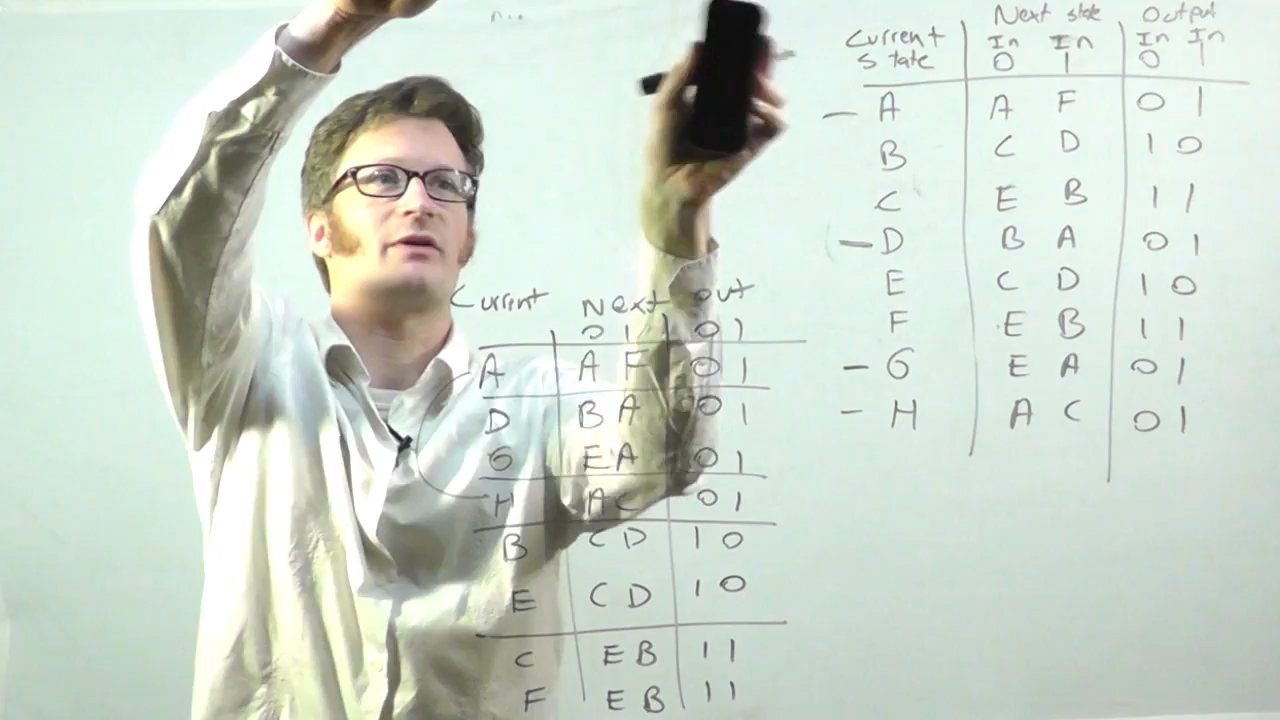 Next state Output
Current In In In In
State 0 1 0 1
A A F 0 1
B C D 1 0
C E B 1 1
D B A 0 1
E C D 1 0
F E B 1 1
G E A 0 1
H A C 0 1
Current Next out
0 1 0 1
A A F 0 1
D B A 0 1
G E A 0 1
H A C 0 1
B C D 1 0
E C D 1 0
C E B 1 1
F E B 1 1